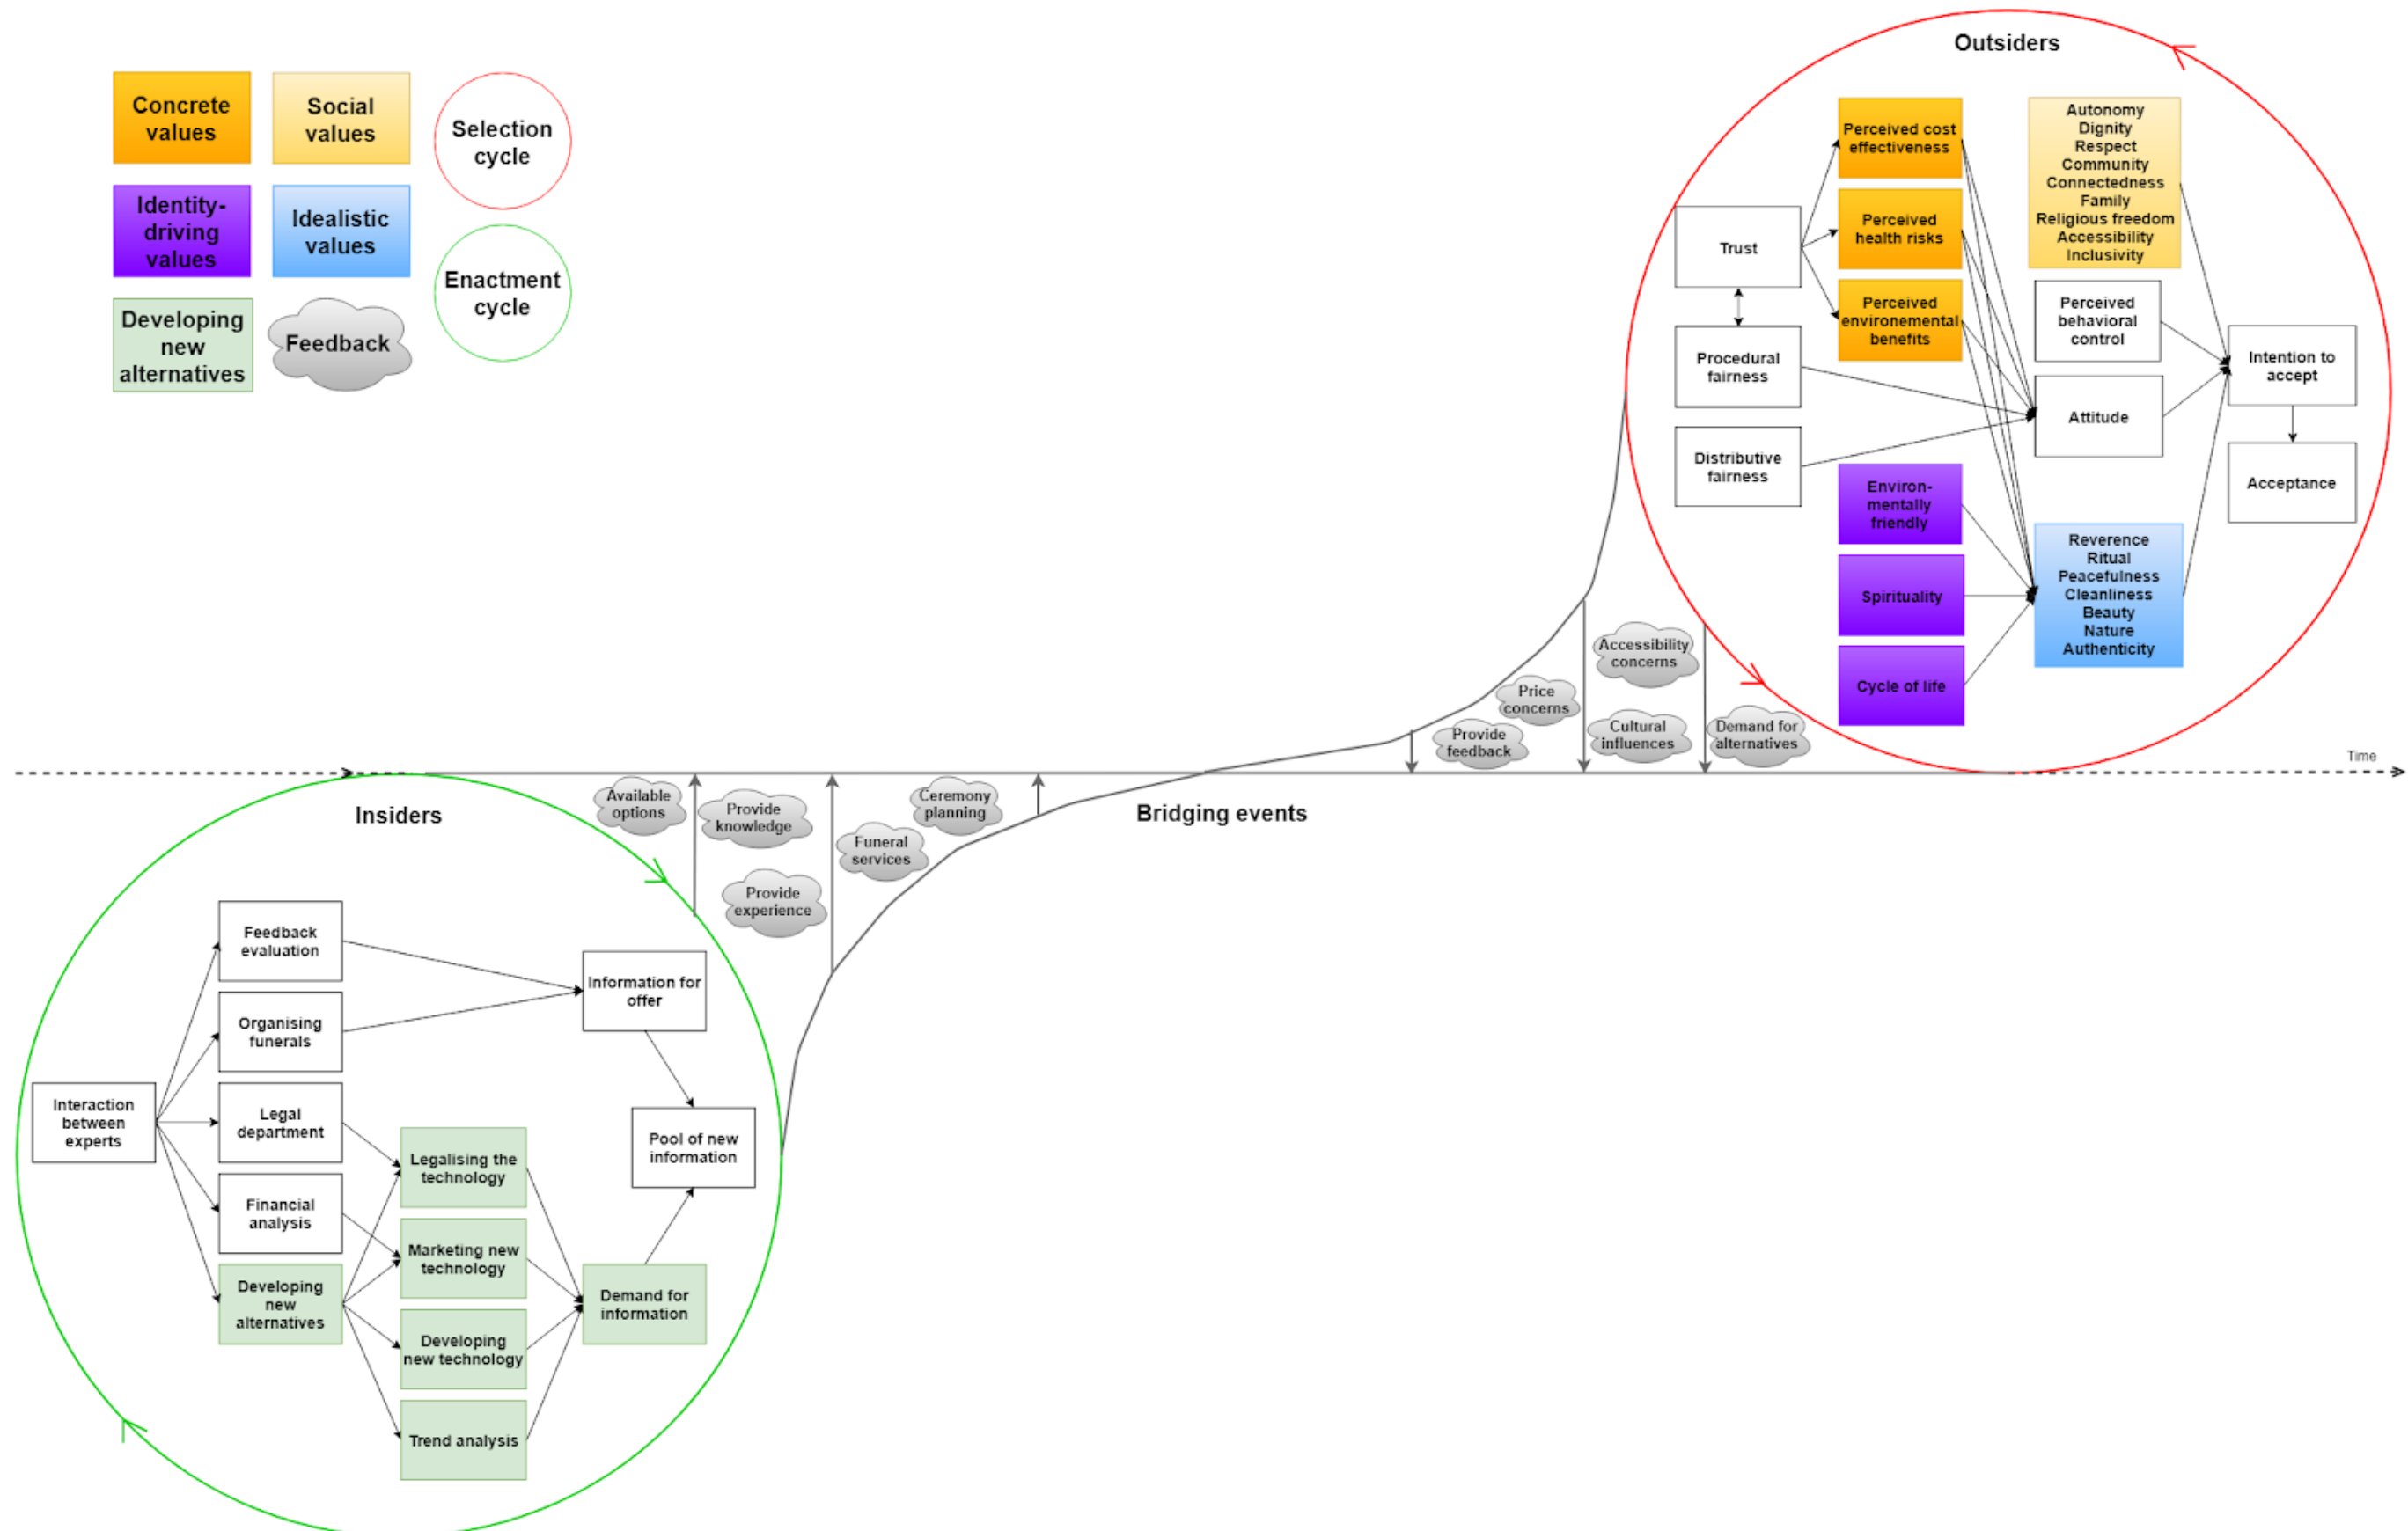 Concrete
values
Social
values
Selection
cycle
Identity-
driving
values
Idealistic
values
Enactment
cycle
Developing
new
alternatives
Feedback
Outsiders
Trust
Procedural
fairness
Distributive
fairness
Perceived cost
effectiveness
Perceived
health risks
Perceived
environemental
benefits
Environ-
mentally
friendly
Spirituality
Cycle of life
Autonomy
Dignity
Respect
Community
Connectedness
Family
Religious freedom
Accessibility
Inclusivity
Perceived
behavioral
control
Attitude
Reverence
Ritual
Peacefulness
Cleanliness
Beauty
Nature
Authenticity
Intention to
accept
Acceptance
Accessibility
concerns
Price
concerns
Provide
feedback
Cultural
influences
Demand for
alternatives
Time
Bridging events
Available
options
Provide
knowledge
Provide
experience
Funeral
services
Ceremony
planning
Insiders
Interaction
between
experts
Feedback
evaluation
Organising
funerals
Legal
department
Financial
analysis
Developing
new
alternatives
Legalising the
technology
Marketing new
technology
Developing
new technology
Trend analysis
Information for
offer
Pool of new
information
Demand for
information